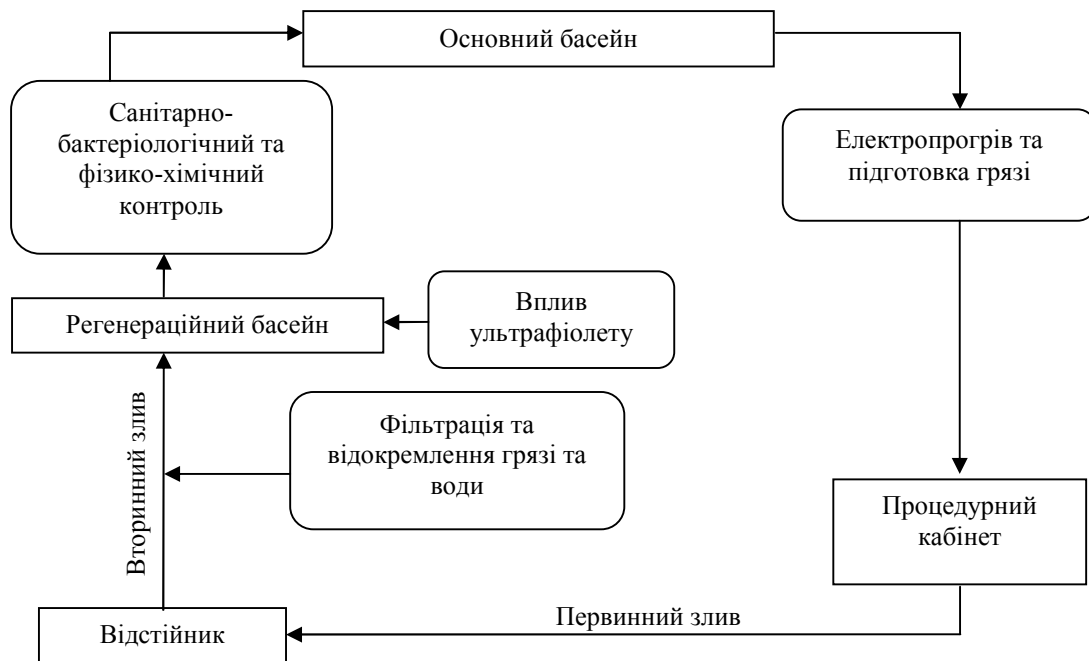 Основний басейн
Санітарно-
бактеріологічний та
фізико-хімічний
контроль
Електропрогрів та
підготовка грязі
Регенераційний басейн
Вплив
ультрафіолету
Фільтрація та
відокремлення грязі та
води
Вторинний злив
Процедурний
кабінет
Первинний злив
Відстійник